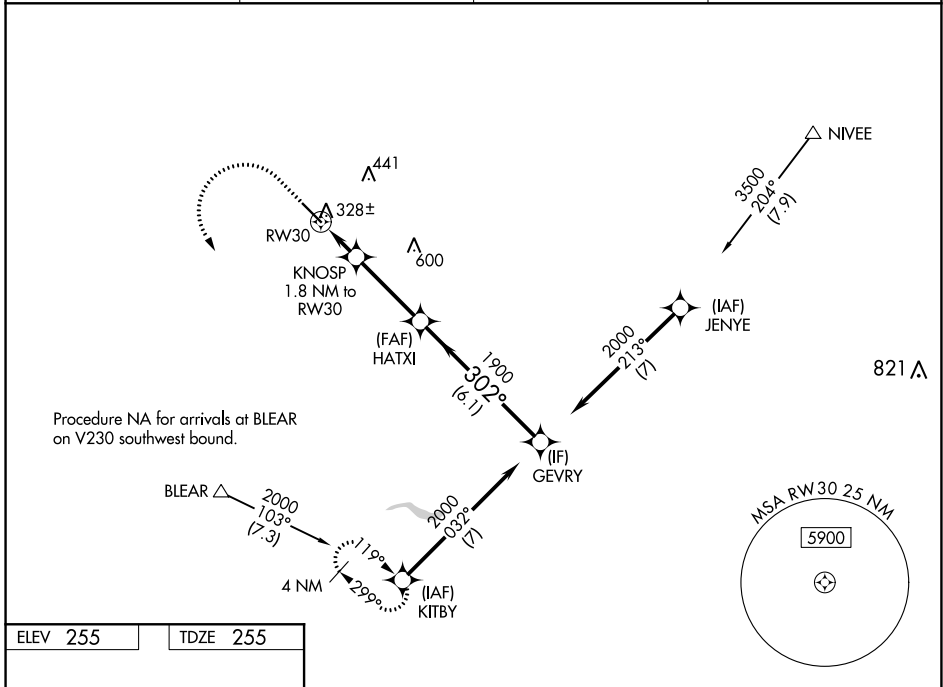 NIVEE
441
3500
204°
(7.9)
328±
RW30
600
KNOSP
1.8 NM to
RW30
(IAF)
JENYE
(FAF)
HATXI
2000
213°
(7)
1900
302°
(6.1)
821
Procedure NA for arrivals at BLEAR
on V230 southwest bound.
(IF)
GEVRY
BLEAR
2000
103°
(7.3)
2000
032°
(7)
MSA RW30 25 NM
5900
119°
4 NM
299°
(IAF)
KITBY
ELEV 255
TDZE 255